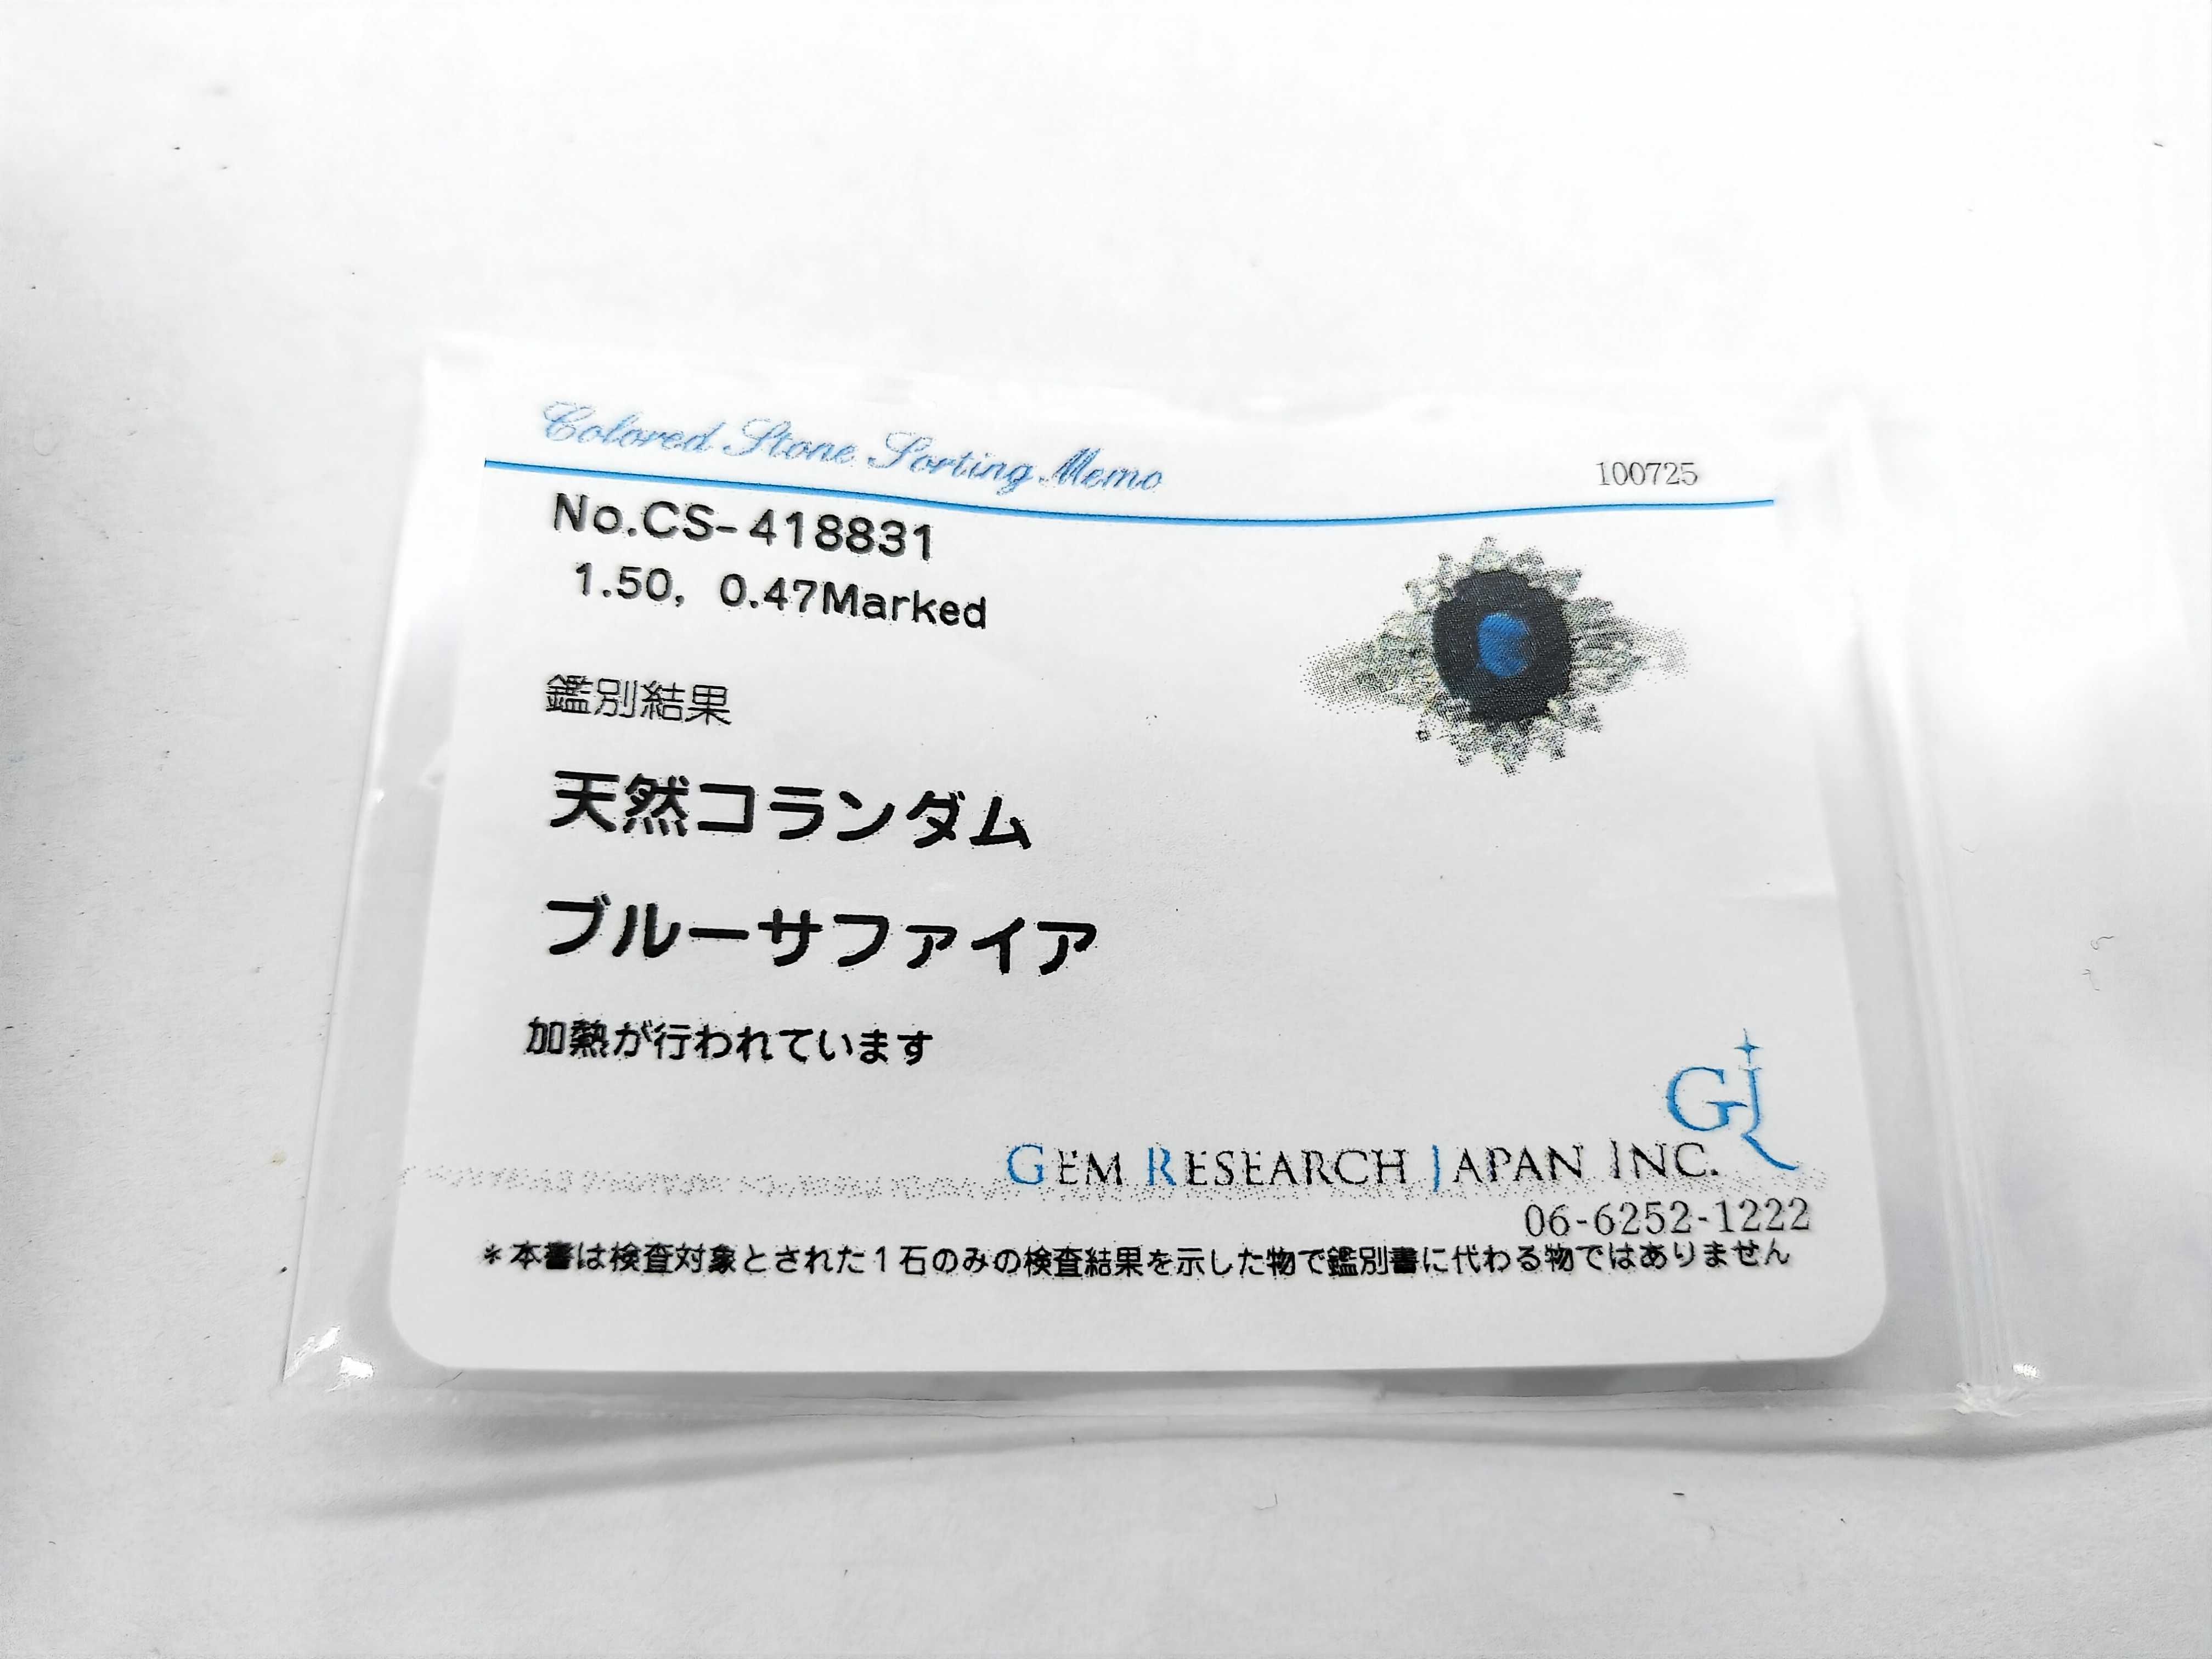 Colored Stone Sorting Memo
100725
No.CS-418831
1.50, 0.47Marked
鑑別結果
天然コランダム
ブルーサファイア
加熱が行われています
GJR
GEM RESEARCH JAPAN INC.
06-6252-1222
*本書は検査対象とされた1石のみの検査結果を示した物で鑑別書に代わる物ではありません